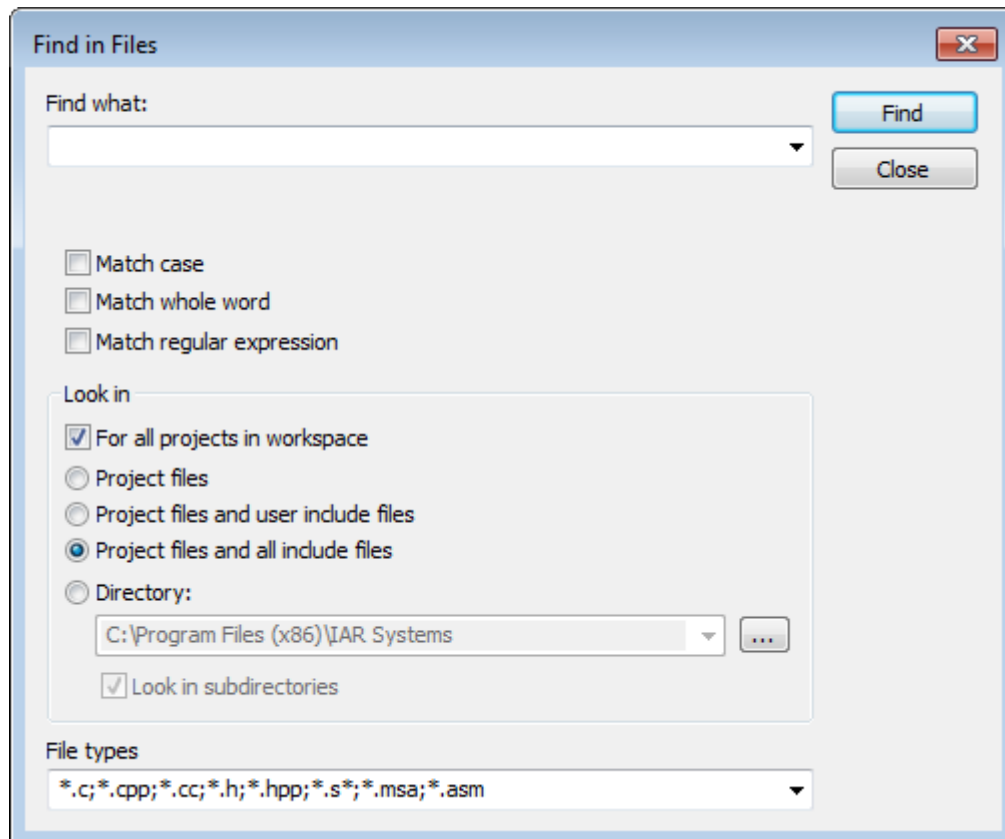 Find in Files
Find what:
Find
Close
Match case
Match whole word
Match regular expression
Look in
For all projects in workspace
Project files
Project files and user include files
Project files and all include files
Directory:
C:\Program Files (x86)\IAR Systems
...
Look in subdirectories
File types
*.c;*.cpp;*.cc;*.h;*.hpp;*.s*;*.msa;*.asm